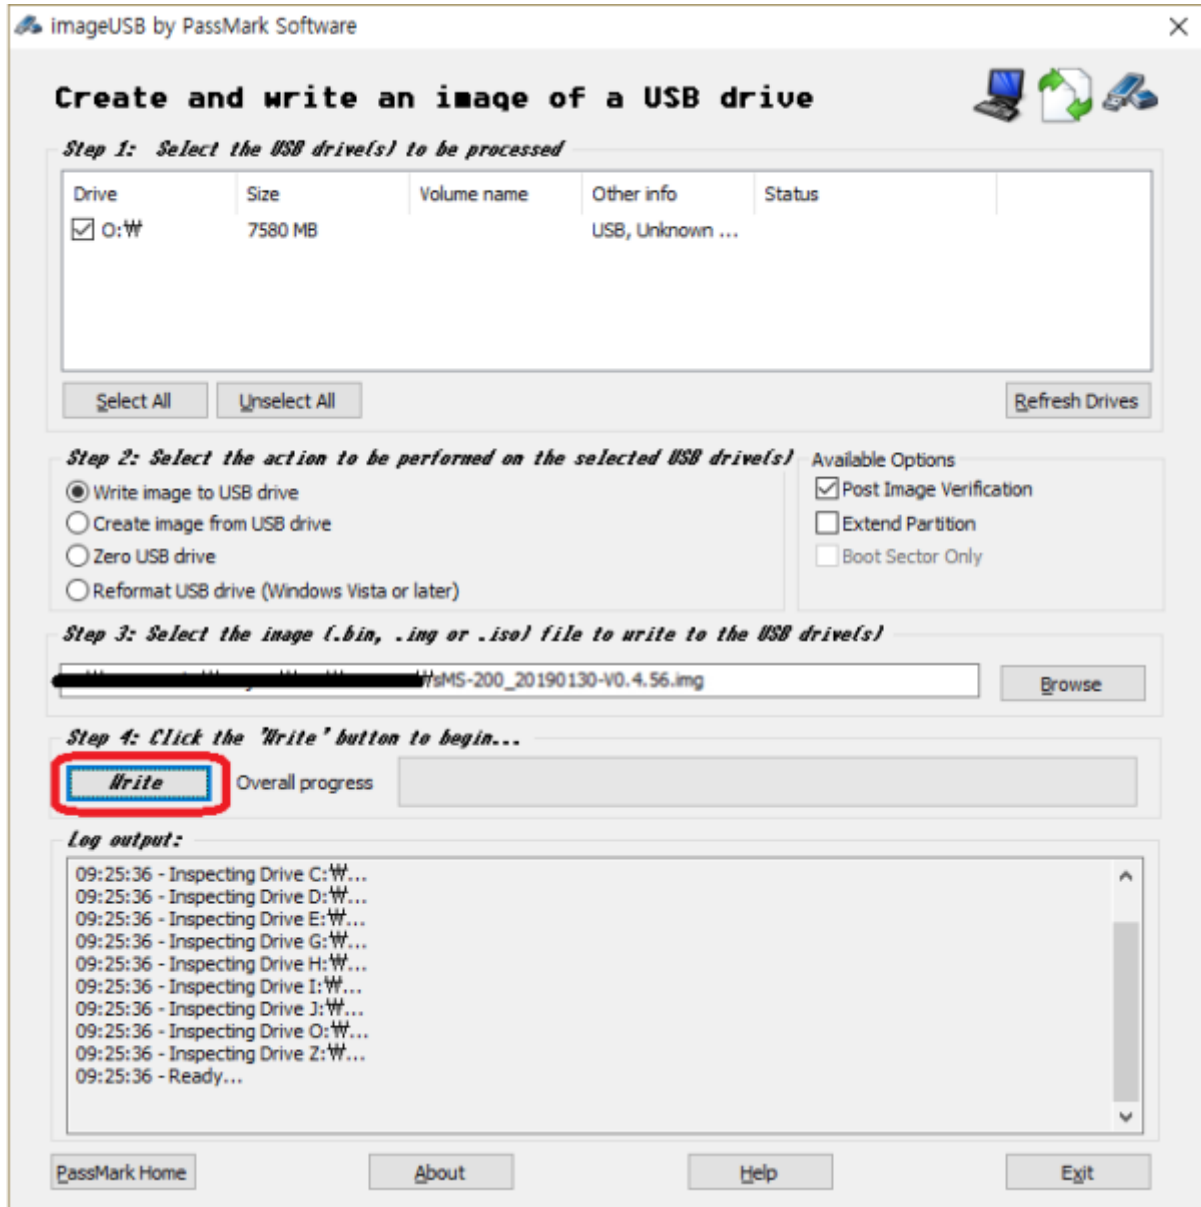 imageUSB by PassMark Software
Create and write an image of a USB drive
Step 1: Select the USB drive(s) to be processed
Drive Size Volume name Other info Status
O:₩ 7580 MB USB, Unknown ...
Select All Unselect All Refresh Drives
Step 2: Select the action to be performed on the selected USB drive(s) Available Options
Write image to USB drive Post Image Verification
Create image from USB drive Extend Partition
Zero USB drive Boot Sector Only
Reformat USB drive (Windows Vista or later)
Step 3: Select the image (.bin, .img or .iso) file to write to the USB drive(s)
₩sMS-200_20190130-V0.4.56.img Browse
Step 4: Click the 'Write' button to begin...
Write Overall progress
Log output:
09:25:36 - Inspecting Drive C:₩...
09:25:36 - Inspecting Drive D:₩...
09:25:36 - Inspecting Drive E:₩...
09:25:36 - Inspecting Drive G:₩...
09:25:36 - Inspecting Drive H:₩...
09:25:36 - Inspecting Drive I:₩...
09:25:36 - Inspecting Drive J:₩...
09:25:36 - Inspecting Drive O:₩...
09:25:36 - Inspecting Drive Z:₩...
09:25:36 - Ready...
PassMark Home About Help Exit